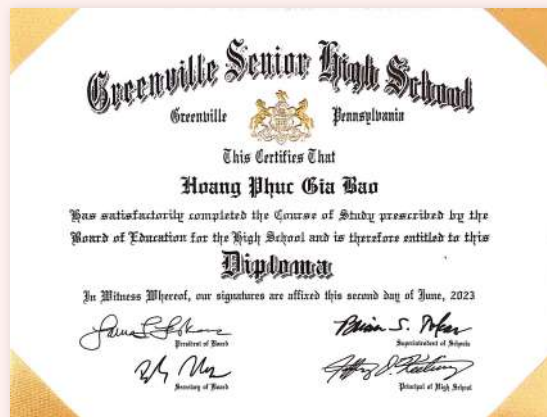 Greenville Senior High School
Greenville Pennsylvania
This Certifies That
Hoang Phuc Gia Bao
Has satisfactorily completed the Course of Study prescribed by the
Board of Education for the High School and is therefore entitled to this
Diploma
In Witness Whereof, our signatures are affixed this second day of June, 2023
President of Board
Superintendent of Schools
Secretary of Board
Principal of High School